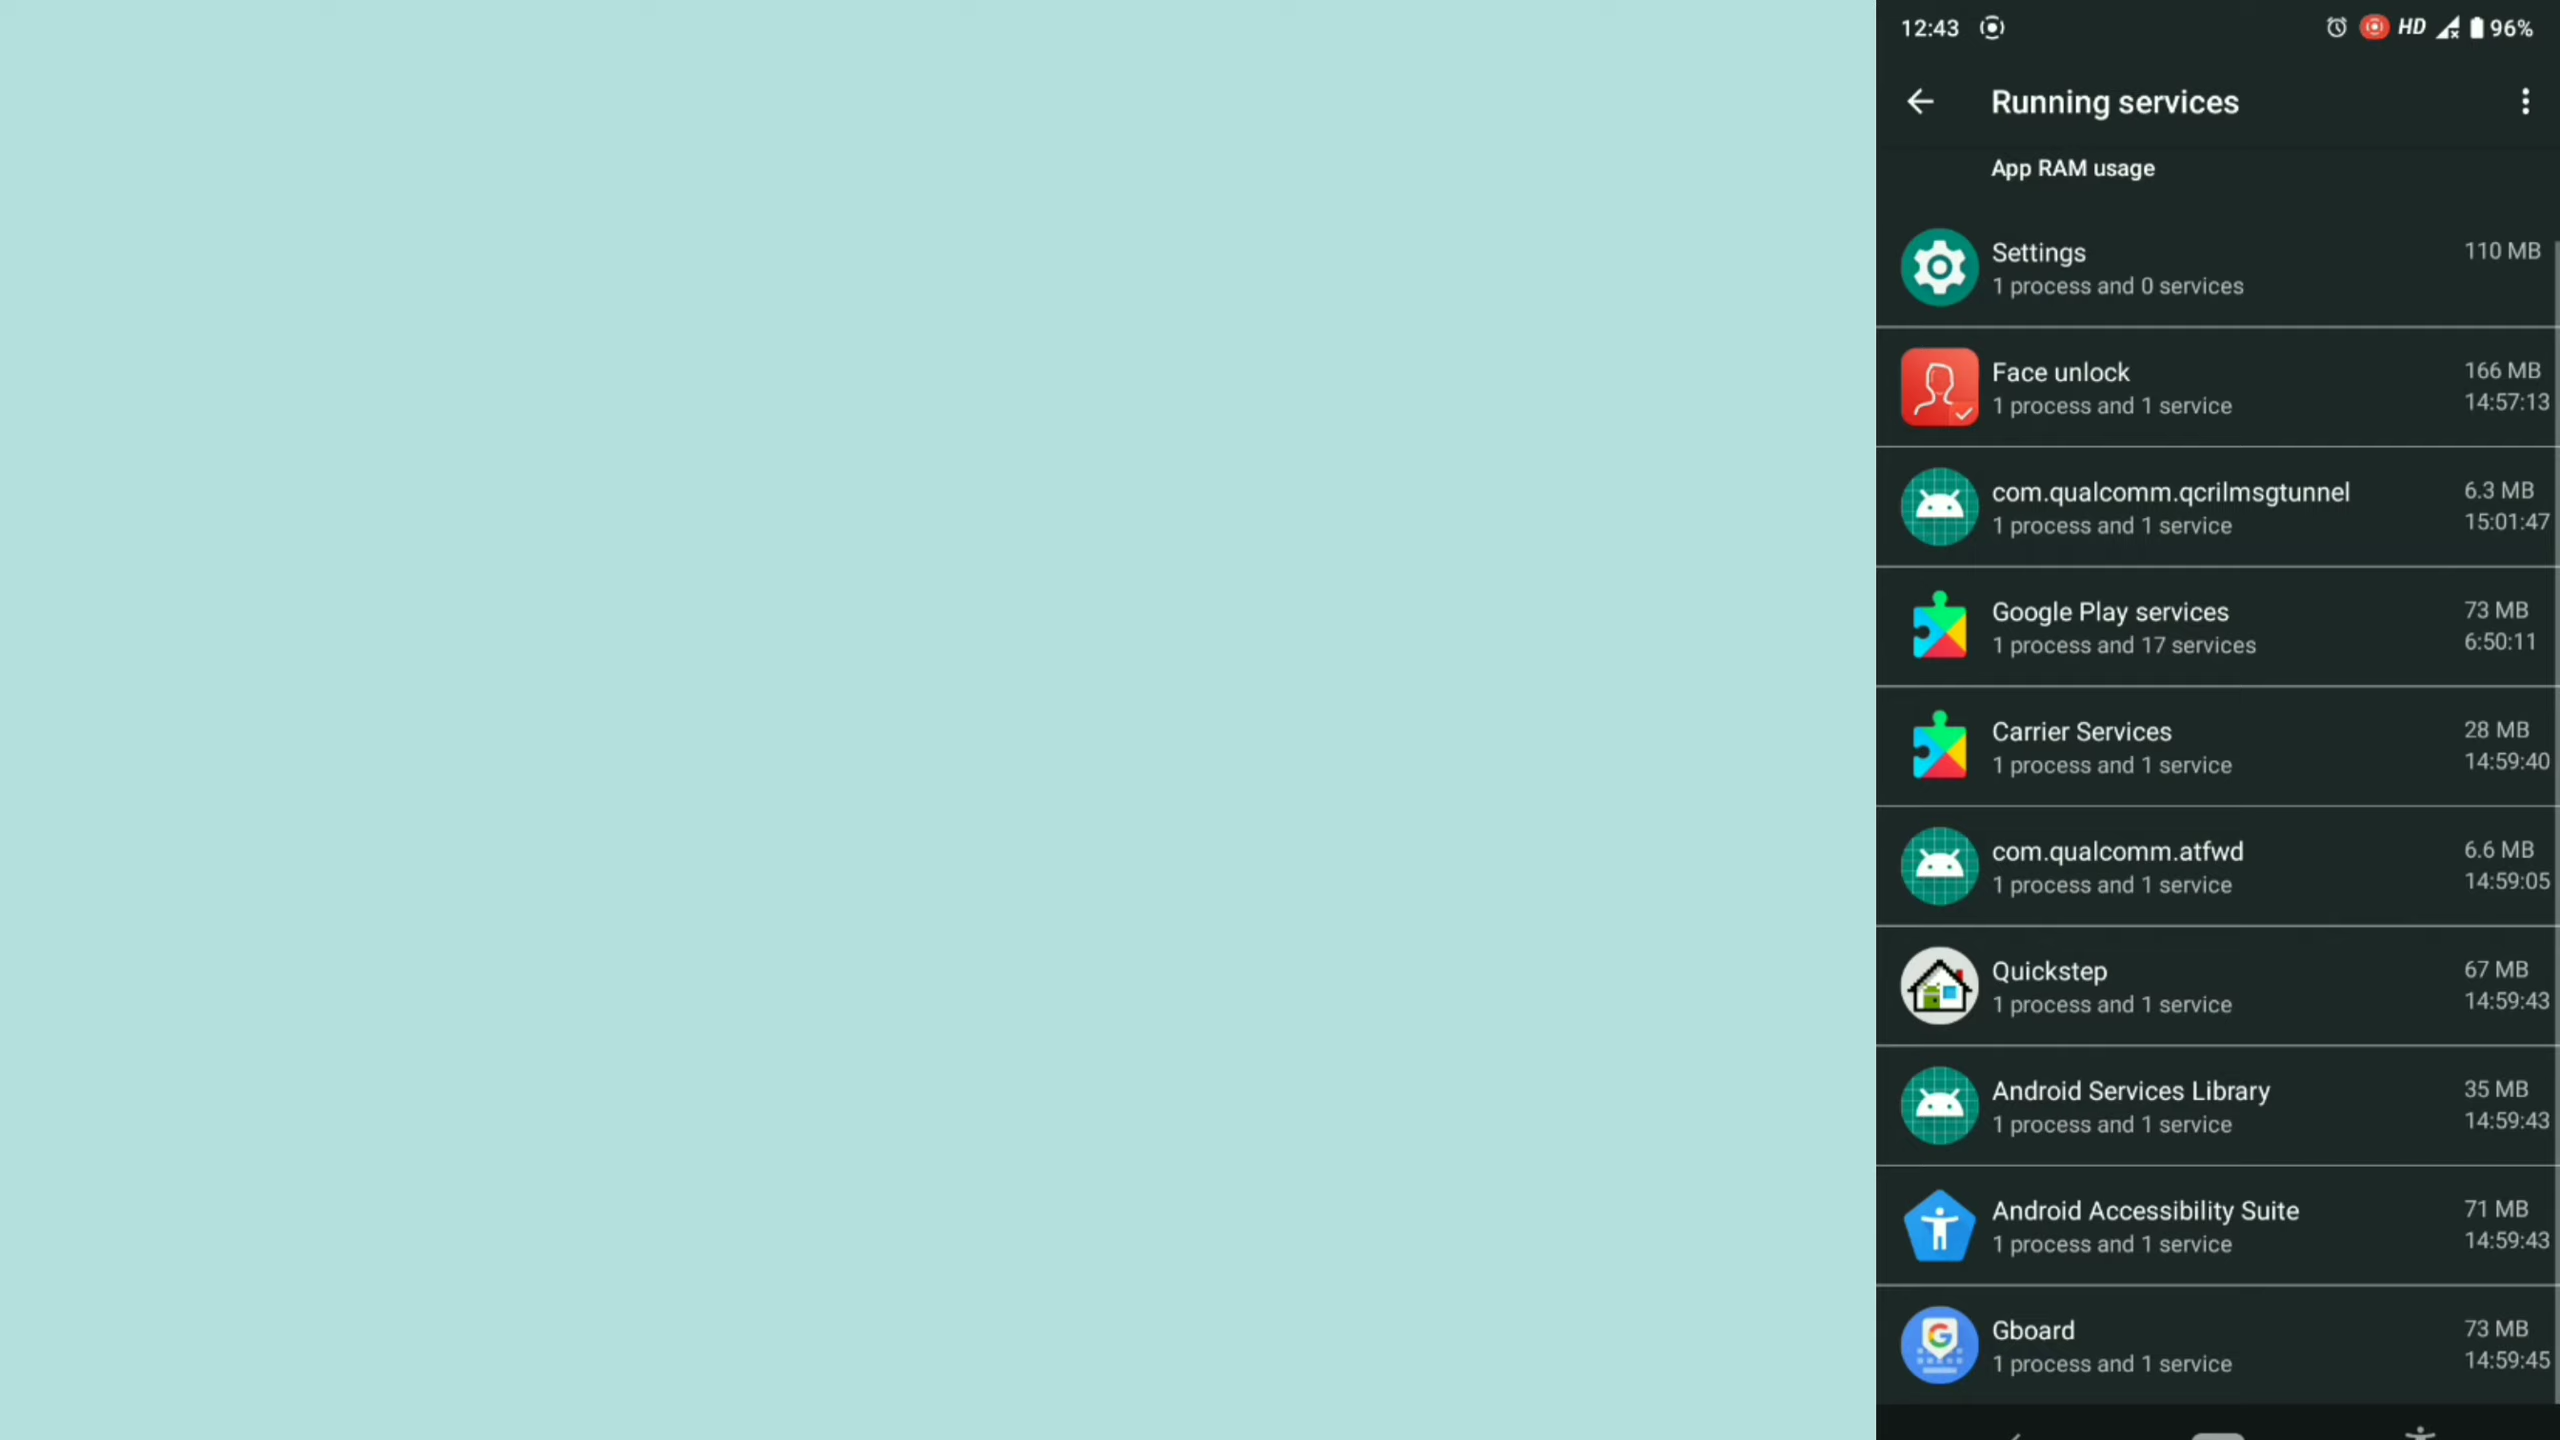 12:43 HD 96%
Running services
App RAM usage
Settings 110 MB
1 process and 0 services
Face unlock 166 MB
1 process and 1 service 14:57:13
com.qualcomm.qcrilmsgtunnel 6.3 MB
1 process and 1 service 15:01:47
Google Play services 73 MB
1 process and 17 services 6:50:11
Carrier Services 28 MB
1 process and 1 service 14:59:40
com.qualcomm.atfwd 6.6 MB
1 process and 1 service 14:59:05
Quickstep 67 MB
1 process and 1 service 14:59:43
Android Services Library 35 MB
1 process and 1 service 14:59:43
Android Accessibility Suite 71 MB
1 process and 1 service 14:59:43
Gboard 73 MB
1 process and 1 service 14:59:45